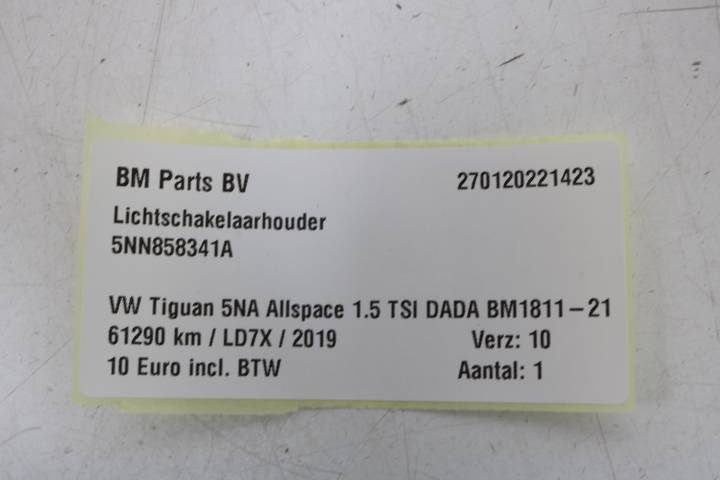 BM Parts BV 270120221423
Lichtschakelaarhouder
5NN858341A
VW Tiguan 5NA Allspace 1.5 TSI DADA BM1811-21
61290 km / LD7X / 2019 Verz: 10
10 Euro incl. BTW Aantal: 1